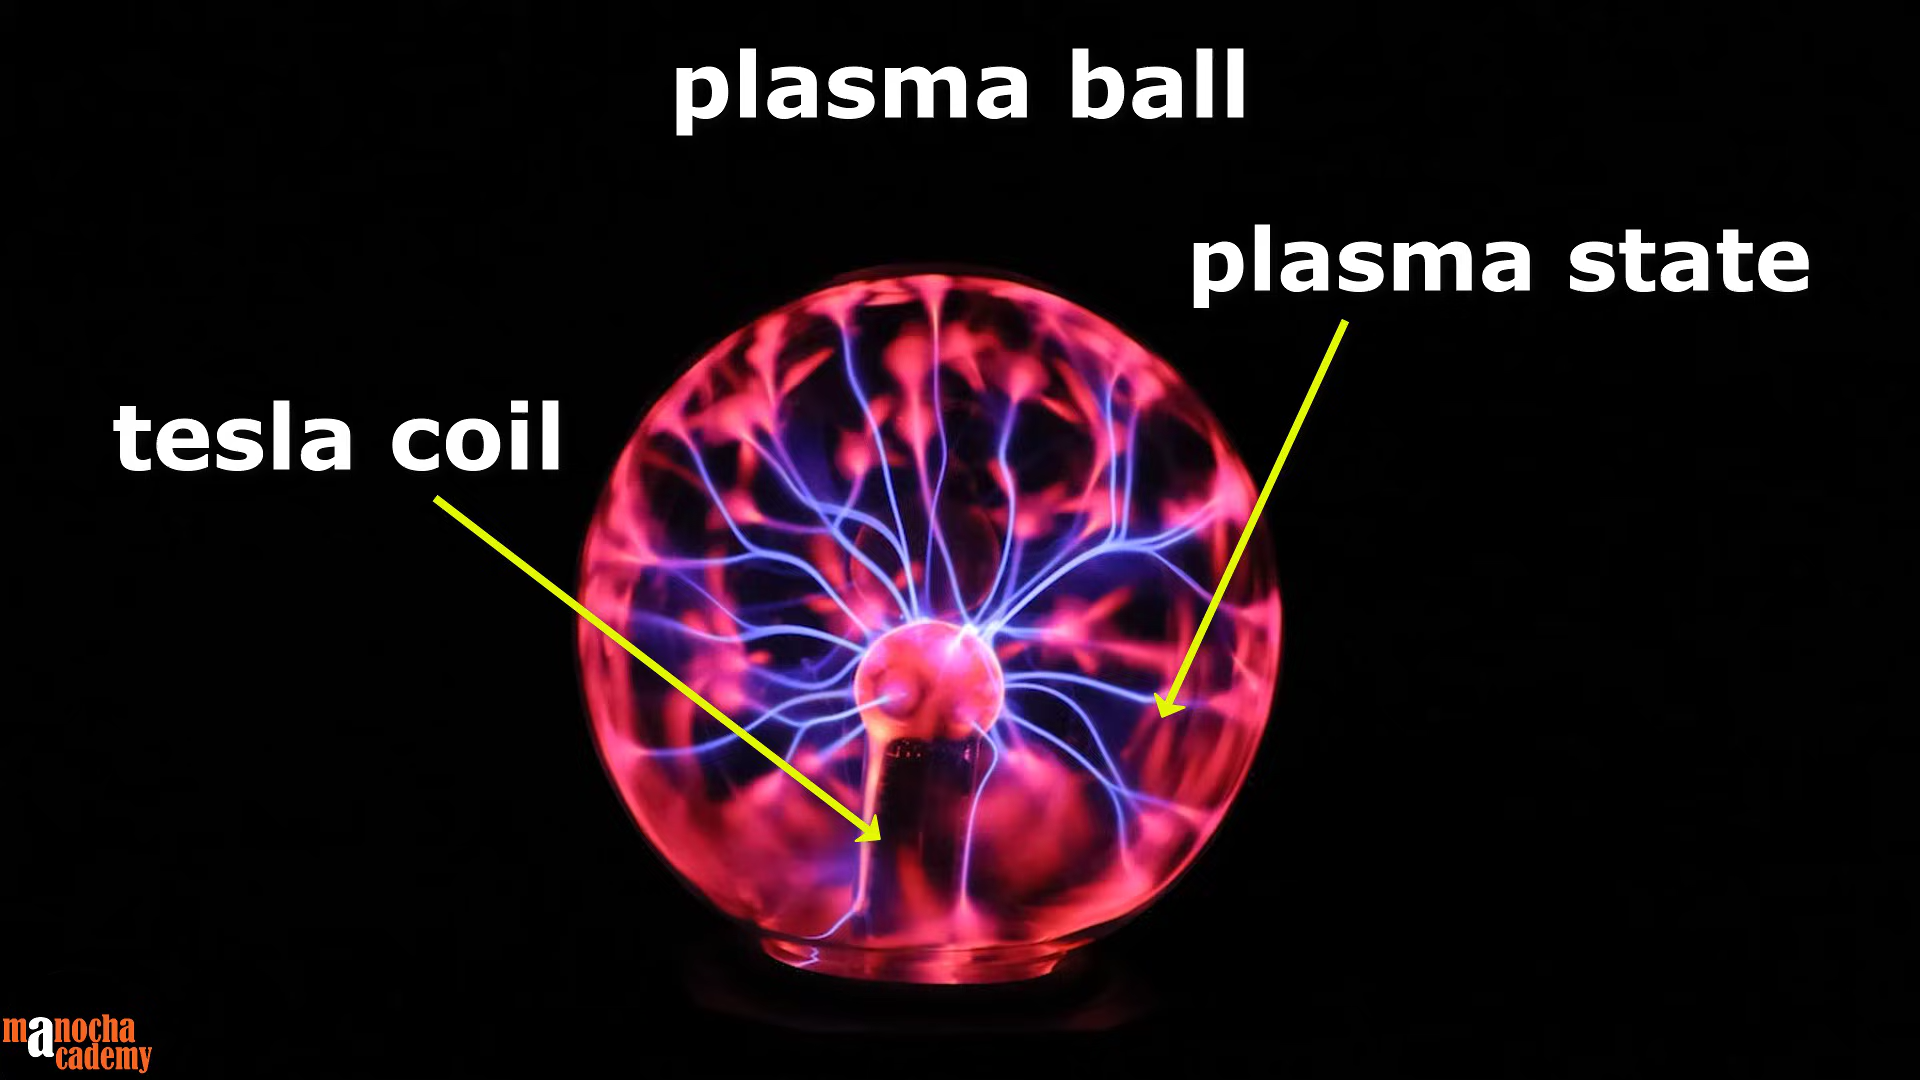 plasma ball
plasma state
tesla coil
manocha
academy